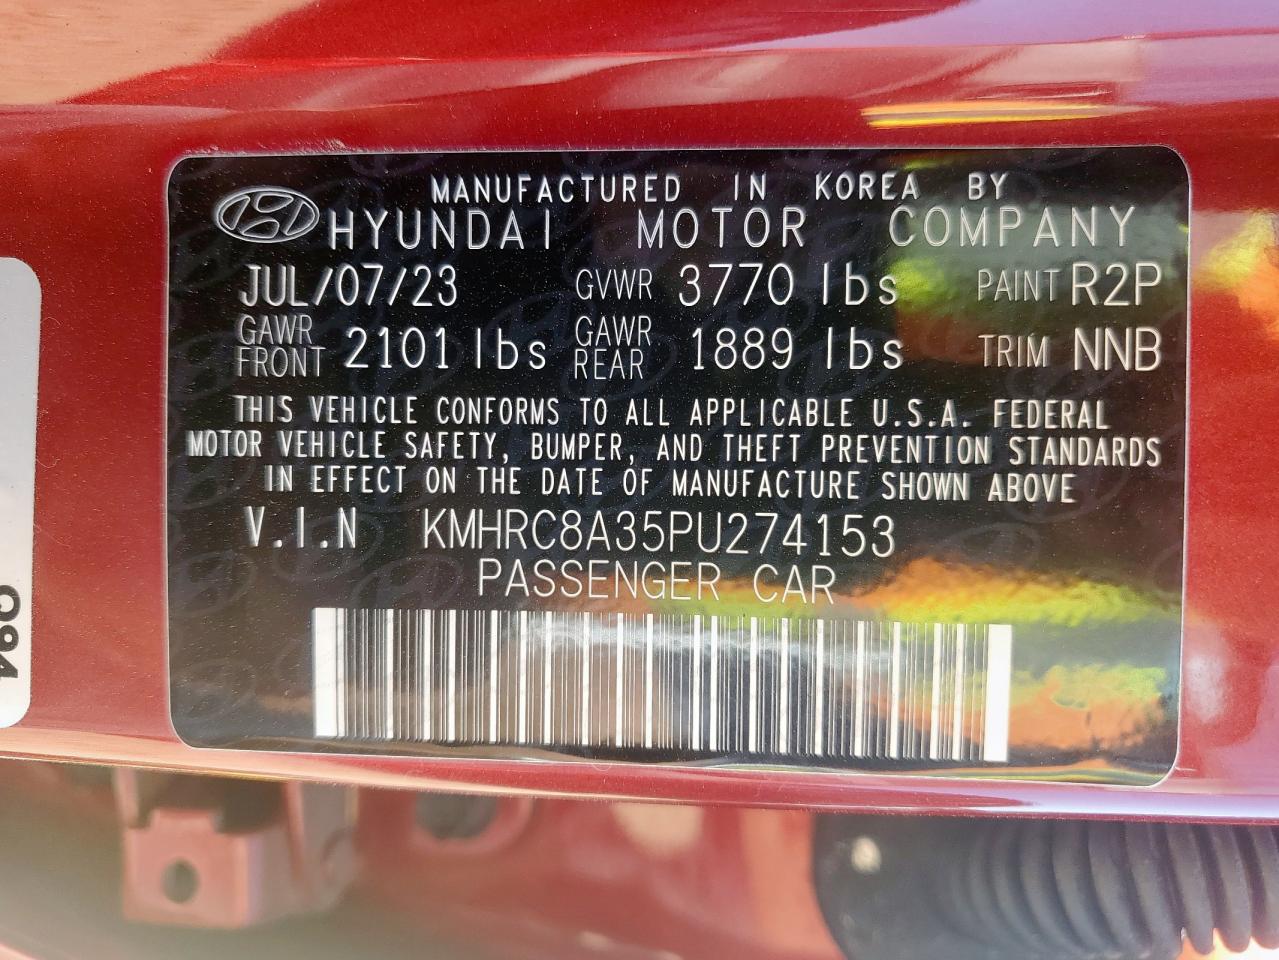 MANUFACTURED IN KOREA BY
HYUNDAI MOTOR COMPANY
JUL/07/23 GVWR 3770 lbs PAINT R2P
GAWR FRONT 2101 lbs GAWR REAR 1889 lbs TRIM NNB
THIS VEHICLE CONFORMS TO ALL APPLICABLE U.S.A. FEDERAL
MOTOR VEHICLE SAFETY, BUMPER, AND THEFT PREVENTION STANDARDS
IN EFFECT ON THE DATE OF MANUFACTURE SHOWN ABOVE
V.I.N KMHRC8A35PU274153
PASSENGER CAR